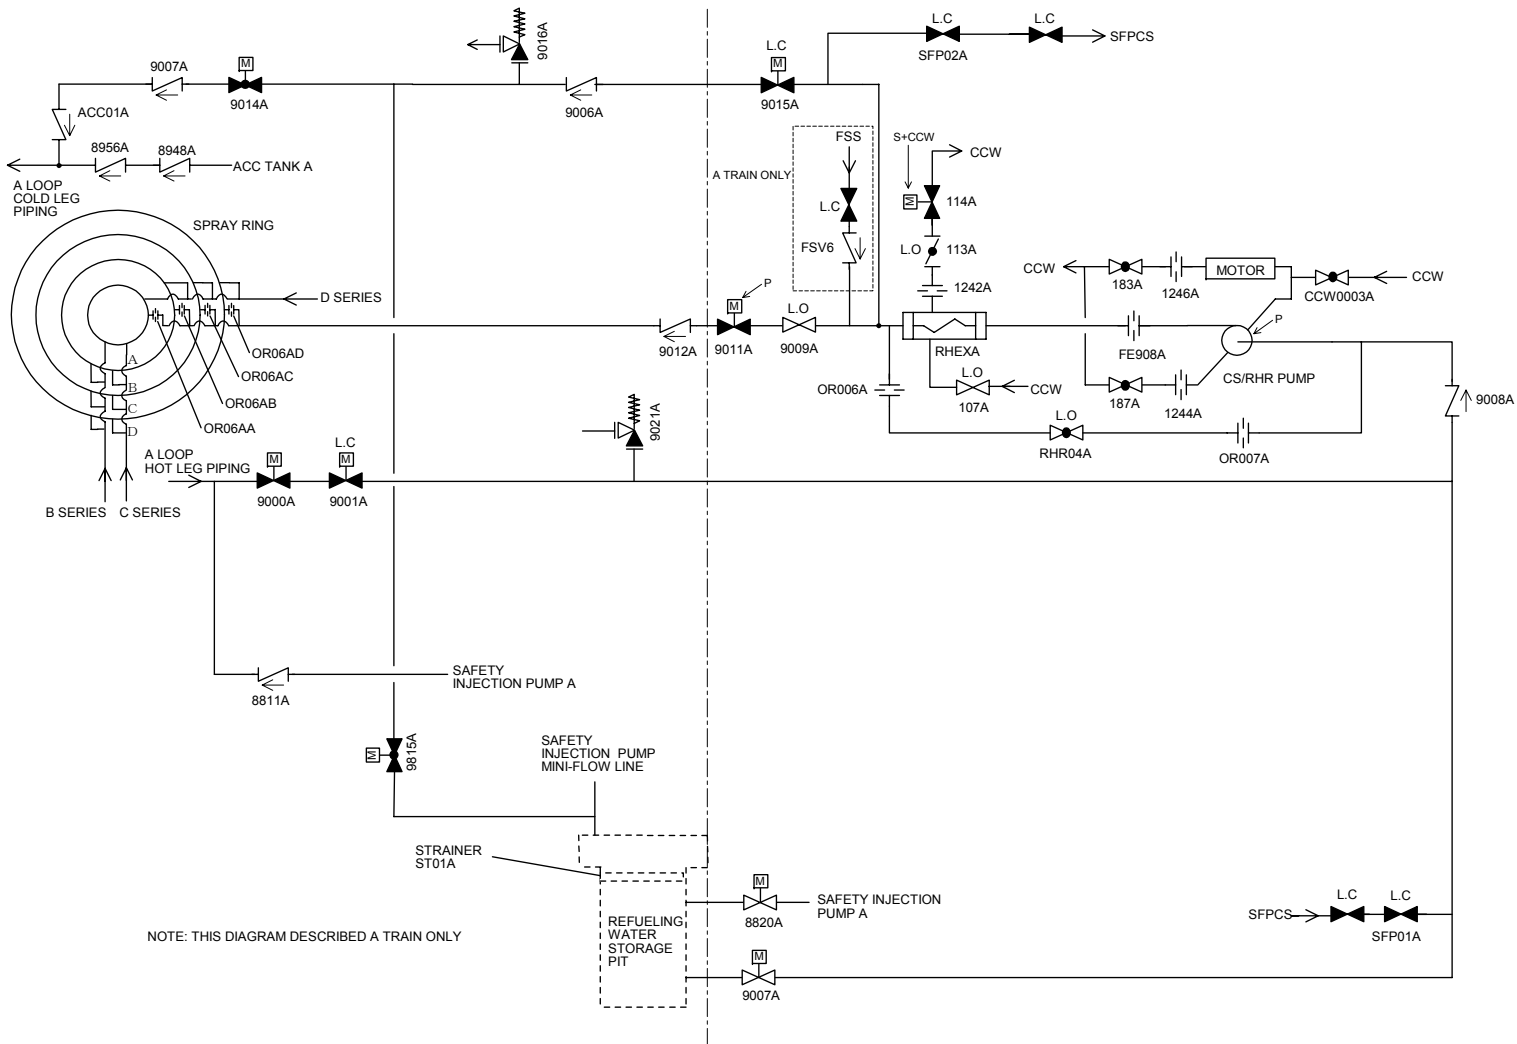 L.C
L.C
SFPCS
SFP02A
9016A
L.C
M
9015A
9007A
M
9014A
9006A
ACC01A
8956A
8948A
ACC TANK A
A LOOP
COLD LEG
PIPING
FSS
S+CCW
CCW
A TRAIN ONLY
L.C
M
114A
FSV6
L.O
113A
1242A
SPRAY RING
D SERIES
P
M
L.O
9012A
9011A
9009A
RHEXA
CCW
183A
1246A
MOTOR
CCW0003A
CCW
FE908A
P
CS/RHR PUMP
OR006A
L.O
107A
CCW
187A
1244A
9008A
L.O
RHR04A
OR007A
OR06AD
OR06AC
OR06AB
OR06AA
A
B
C
D
9021A
A LOOP
HOT LEG PIPING
M
9000A
L.C
M
9001A
B SERIES
C SERIES
SAFETY
INJECTION PUMP A
8811A
M
9815A
SAFETY
INJECTION PUMP
MINI-FLOW LINE
STRAINER
ST01A
REFUELING
WATER
STORAGE
PIT
M
8820A
SAFETY INJECTION
PUMP A
M
9007A
SFPCS
L.C
L.C
SFP01A
NOTE: THIS DIAGRAM DESCRIBED A TRAIN ONLY